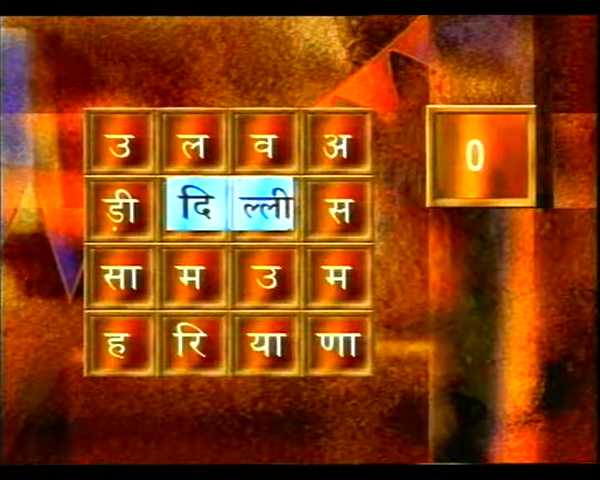 उ ल व अ 0
ड़ी दि ल्ली स
सा म उ म
ह रि या णा